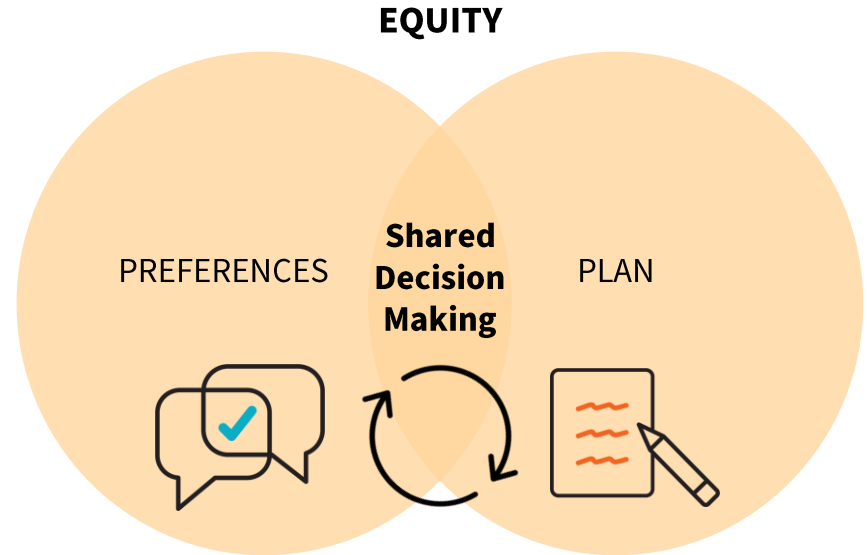 EQUITY
PREFERENCES
Shared
Decision
Making
PLAN